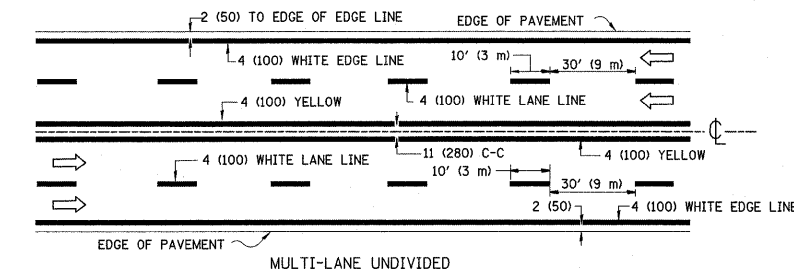 2 (50) TO EDGE OF EDGE LINE
EDGE OF PAVEMENT
4 (100) WHITE EDGE LINE
10' (3 m)
30' (9 m)
4 (100) YELLOW
4 (100) WHITE LANE LINE
℄
11 (280) C-C
4 (100) YELLOW
4 (100) WHITE LANE LINE
10' (3 m)
30' (9 m)
2 (50)
4 (100) WHITE EDGE LINE
EDGE OF PAVEMENT
MULTI-LANE UNDIVIDED